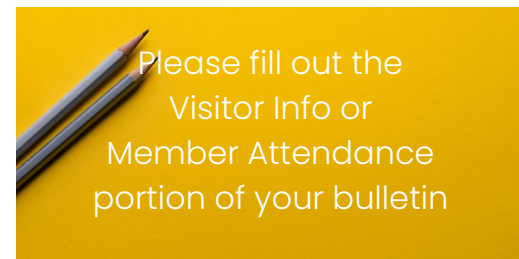 Please fill out the
Visitor Info or
Member Attendance
portion of your bulletin